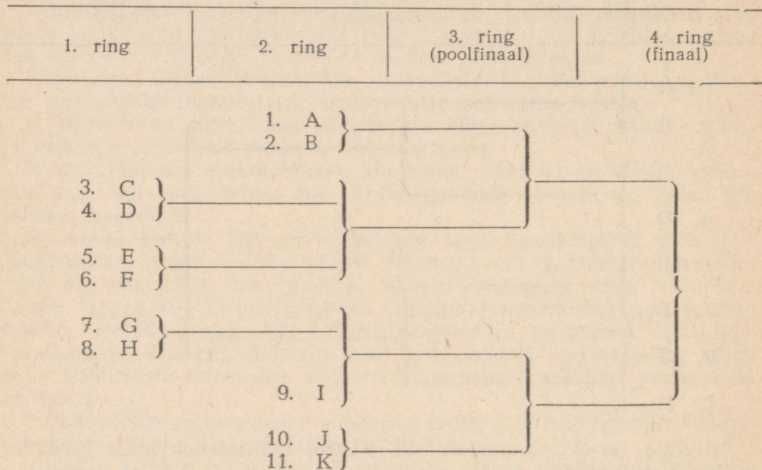 1. ring 2. ring 3. ring (poolfinaal) 4. ring (finaal)
1. A
2. B
3. C
4. D
5. E
6. F
7. G
8. H
9. I
10. J
11. K